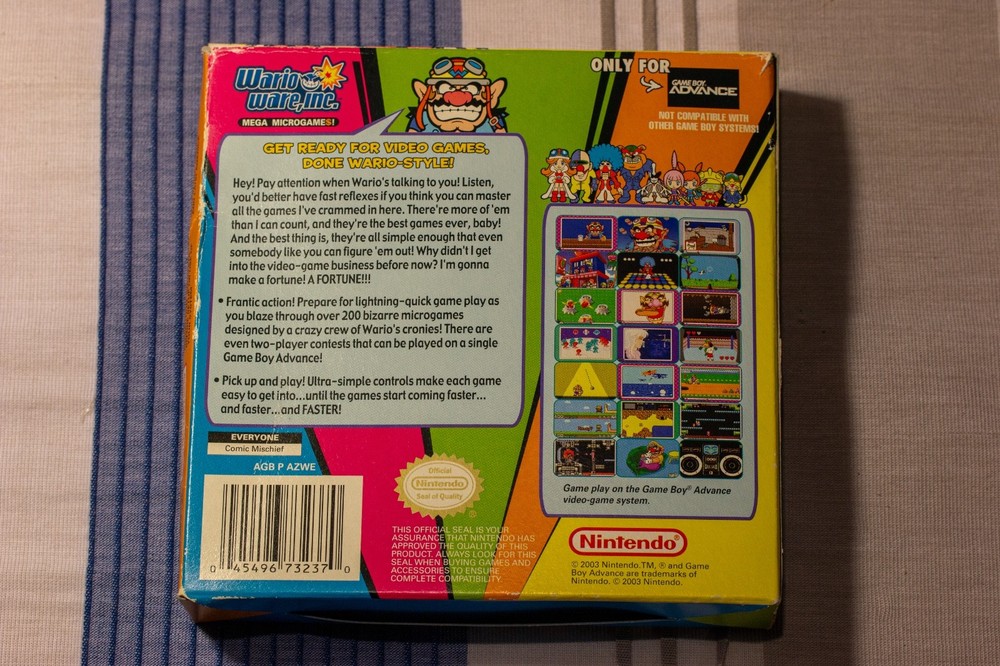 Wario
ware, inc.
MEGA MICROGAME$!
ONLY FOR
GAME BOY
ADVANCE
NOT COMPATIBLE WITH
OTHER GAME BOY SYSTEMS!
GET READY FOR VIDEO GAMES,
DONE WARIO-STYLE!
Hey! Pay attention when Wario's talking to you! Listen,
you'd better have fast reflexes if you think you can master
all the games I've crammed in here. There're more of 'em
than I can count, and they're the best games ever, baby!
And the best thing is, they're all simple enough that even
somebody like you can figure 'em out! Why didn't I get
into the video-game business before now? I'm gonna
make a fortune! A FORTUNE!!!
• Frantic action! Prepare for lightning-quick game play as
you blaze through over 200 bizarre microgames
designed by a crazy crew of Wario's cronies! There are
even two-player contests that can be played on a single
Game Boy Advance!
• Pick up and play! Ultra-simple controls make each game
easy to get into...until the games start coming faster...
and faster...and FASTER!
EVERYONE
Comic Mischief
AGB P AZWE
0 45496 73237 0
Official
Nintendo
Seal of Quality
THIS OFFICIAL SEAL IS YOUR
ASSURANCE THAT NINTENDO HAS
APPROVED THE QUALITY OF THIS
PRODUCT. ALWAYS LOOK FOR THIS
SEAL WHEN BUYING GAMES AND
ACCESSORIES TO ENSURE
COMPLETE COMPATIBILITY.
Game play on the Game Boy® Advance
video-game system.
Nintendo®
© 2003 Nintendo. TM, ® and Game
Boy Advance are trademarks of
Nintendo. © 2003 Nintendo.